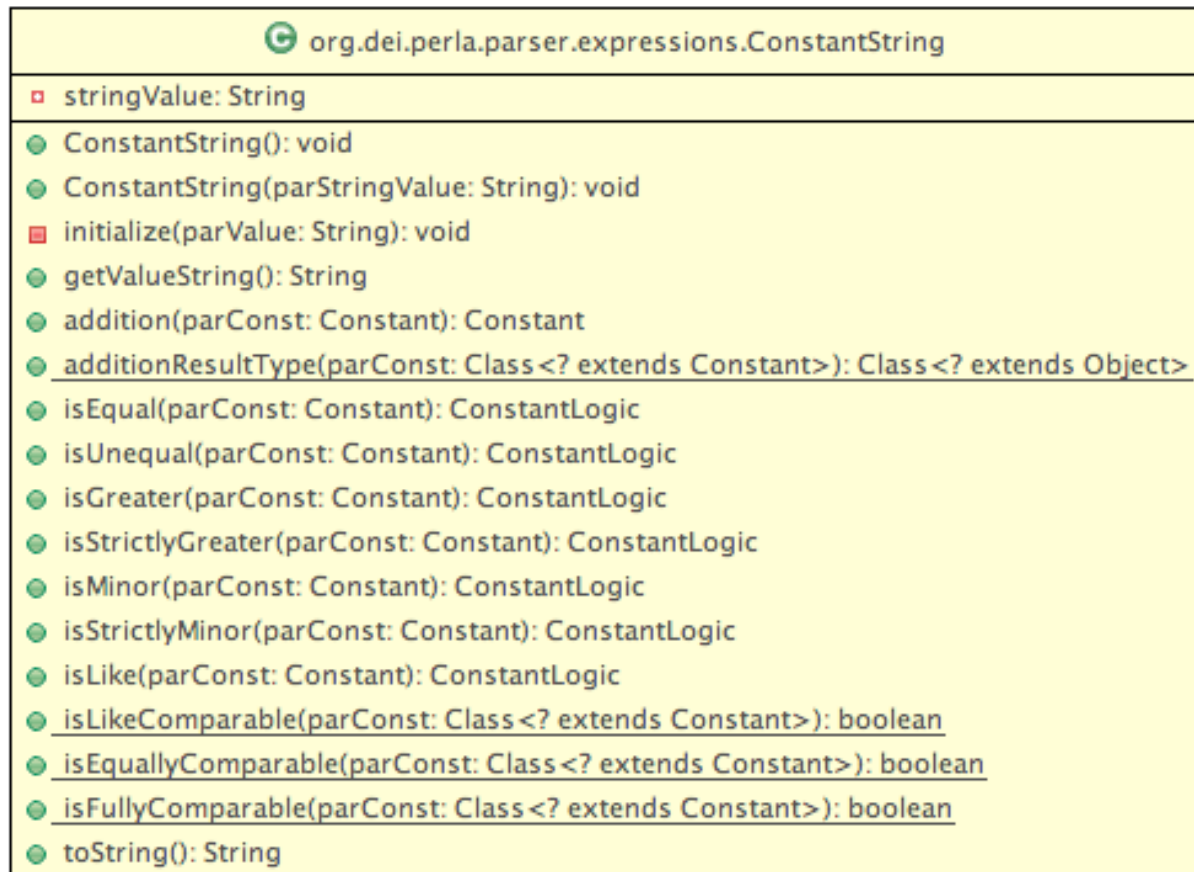 C org.dei.perla.parser.expressions.ConstantString
stringValue: String
ConstantString(): void
ConstantString(parStringValue: String): void
initialize(parValue: String): void
getValueString(): String
addition(parConst: Constant): Constant
additionResultType(parConst: Class<? extends Constant>): Class<? extends Object>
isEqual(parConst: Constant): ConstantLogic
isUnequal(parConst: Constant): ConstantLogic
isGreater(parConst: Constant): ConstantLogic
isStrictlyGreater(parConst: Constant): ConstantLogic
isMinor(parConst: Constant): ConstantLogic
isStrictlyMinor(parConst: Constant): ConstantLogic
isLike(parConst: Constant): ConstantLogic
isLikeComparable(parConst: Class<? extends Constant>): boolean
isEquallyComparable(parConst: Class<? extends Constant>): boolean
isFullyComparable(parConst: Class<? extends Constant>): boolean
toString(): String